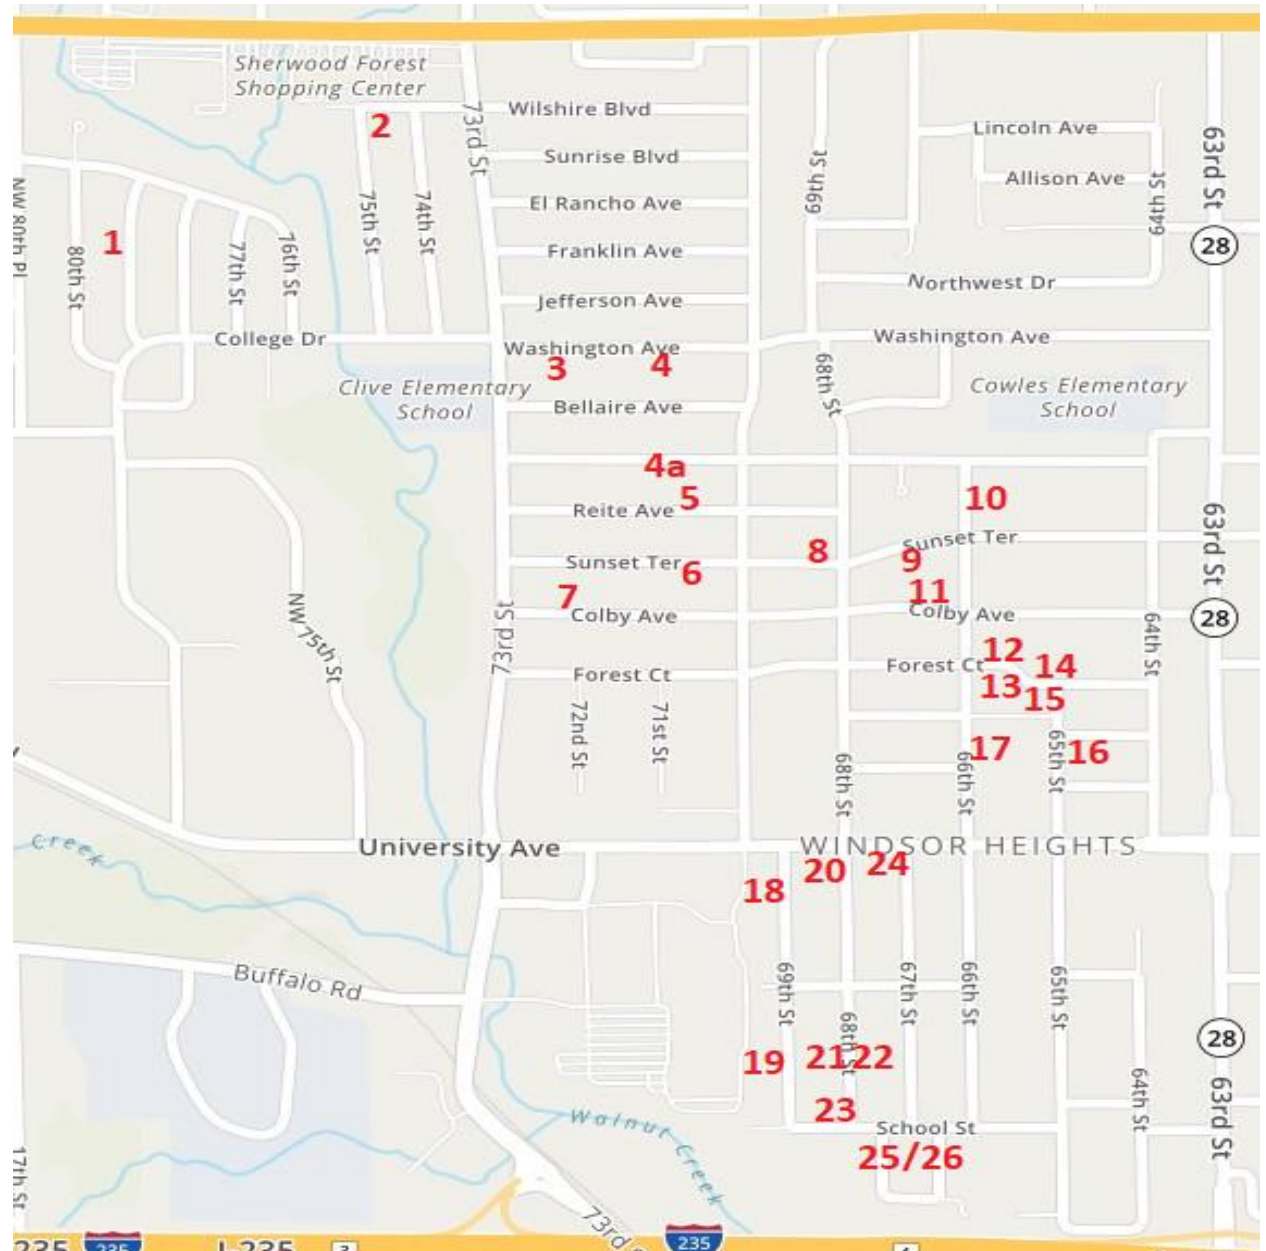 Sherwood Forest
Shopping Center
Wilshire Blvd
2
73rd St
Lincoln Ave
63rd St
Sunrise Blvd
69th St
Allison Ave
64th St
NW 80th Pl
El Rancho Ave
75th St
74th St
1
80th St
77th St
76th St
Franklin Ave
28
Northwest Dr
Jefferson Ave
College Dr
Washington Ave
Washington Ave
3
4
68th St
Clive Elementary
School
Cowles Elementary
School
Bellaire Ave
4a
5
10
Reite Ave
63rd St
8
Sunset Ter
Sunset Ter
9
6
7
11
Colby Ave
Colby Ave
28
NW 75th St
73rd St
64th St
12
Forest Ct
14
Forest Ct
13
15
72nd St
71st St
17
16
65th St
68th St
66th St
University Ave
WINDSOR HEIGHTS
Creek
20
24
18
Buffalo Rd
69th St
67th St
66th St
65th St
28
68th St
19
21
22
64th St
63rd St
23
Walnut Creek
School St
25/26
17th St
73rd
235
235
I-235
3
235